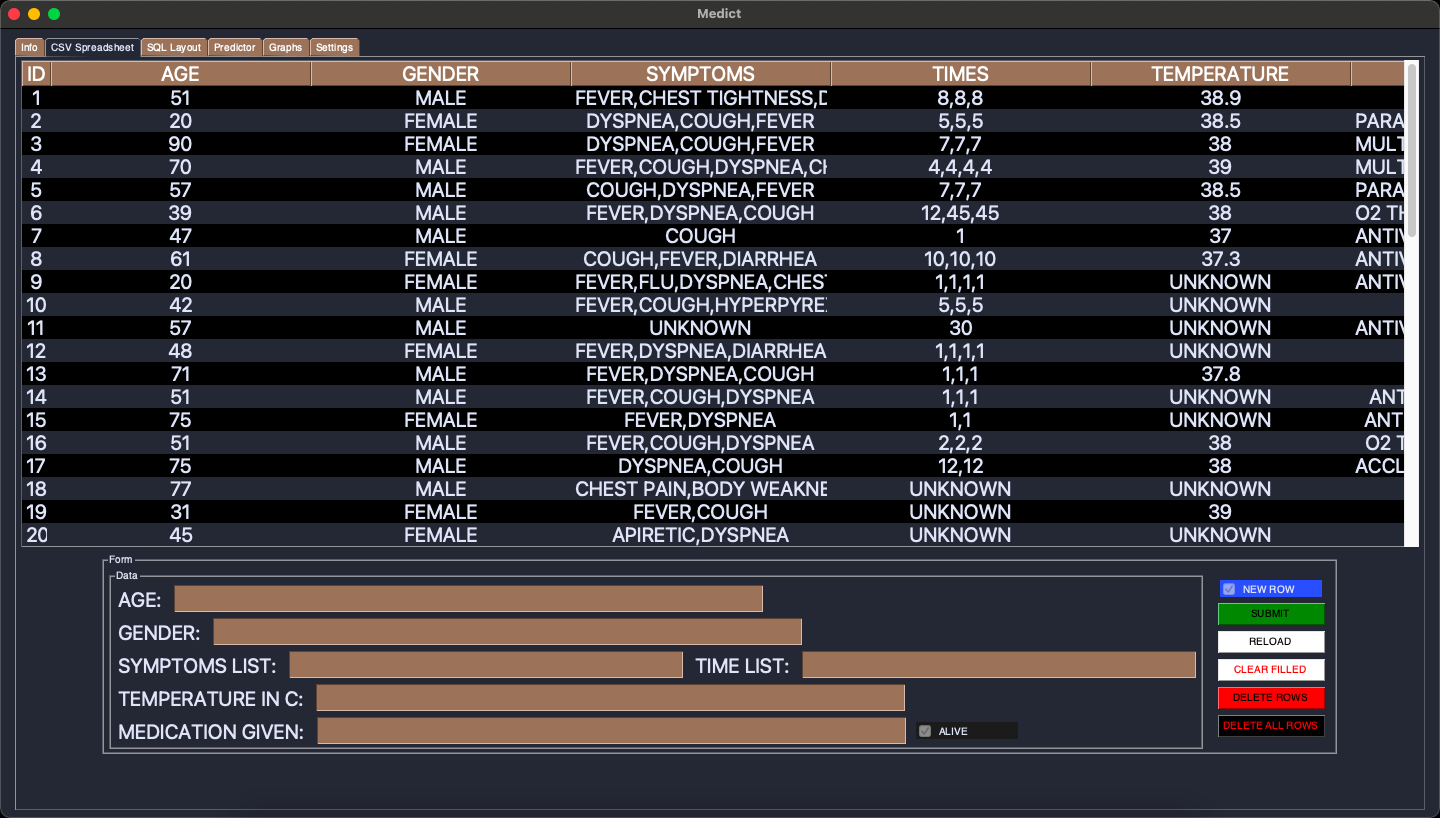 Medict
Info CSV Spreadsheet SQL Layout Predictor Graphs Settings
ID AGE GENDER SYMPTOMS TIMES TEMPERATURE
1 51 MALE FEVER,CHEST TIGHTNESS,D 8,8,8 38.9
2 20 FEMALE DYSPNEA,COUGH,FEVER 5,5,5 38.5 PARA
3 90 FEMALE DYSPNEA,COUGH,FEVER 7,7,7 38 MULT
4 70 MALE FEVER,COUGH,DYSPNEA,CH 4,4,4,4 39 MULT
5 57 MALE COUGH,DYSPNEA,FEVER 7,7,7 38.5 PARA
6 39 MALE FEVER,DYSPNEA,COUGH 12,45,45 38 O2 TH
7 47 MALE COUGH 1 37 ANTIV
8 61 FEMALE COUGH,FEVER,DIARRHEA 10,10,10 37.3 ANTIV
9 20 FEMALE FEVER,FLU,DYSPNEA,CHES 1,1,1,1 UNKNOWN ANTIV
10 42 MALE FEVER,COUGH,HYPERPYRE 5,5,5 UNKNOWN
11 57 MALE UNKNOWN 30 UNKNOWN ANTIV
12 48 FEMALE FEVER,DYSPNEA,DIARRHEA 1,1,1,1 UNKNOWN
13 71 MALE FEVER,DYSPNEA,COUGH 1,1,1 37.8
14 51 MALE FEVER,COUGH,DYSPNEA 1,1,1 UNKNOWN ANT
15 75 FEMALE FEVER,DYSPNEA 1,1 UNKNOWN ANT
16 51 MALE FEVER,COUGH,DYSPNEA 2,2,2 38 O2 T
17 75 MALE DYSPNEA,COUGH 12,12 38 ACCL
18 77 MALE CHEST PAIN,BODY WEAKNE UNKNOWN UNKNOWN
19 31 FEMALE FEVER,COUGH UNKNOWN 39
20 45 FEMALE APIRETIC,DYSPNEA UNKNOWN UNKNOWN
Form
Data
AGE:
GENDER:
SYMPTOMS LIST: TIME LIST:
TEMPERATURE IN C:
MEDICATION GIVEN: ALIVE
NEW ROW
SUBMIT
RELOAD
CLEAR FILLED
DELETE ROWS
DELETE ALL ROWS